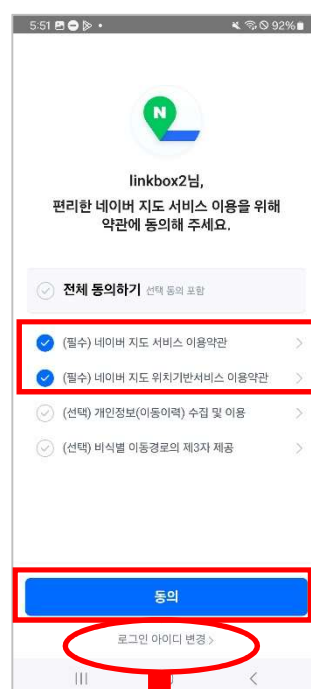 5:51 92%
N
linkbox2님,
편리한 네이버 지도 서비스 이용을 위해
약관에 동의해 주세요.
전체 동의하기 선택 동의 포함
(필수) 네이버 지도 서비스 이용약관
(필수) 네이버 지도 위치기반서비스 이용약관
(선택) 개인정보(이동이력) 수집 및 이용
(선택) 비식별 이동경로의 제3자 제공
동의
로그인 아이디 변경